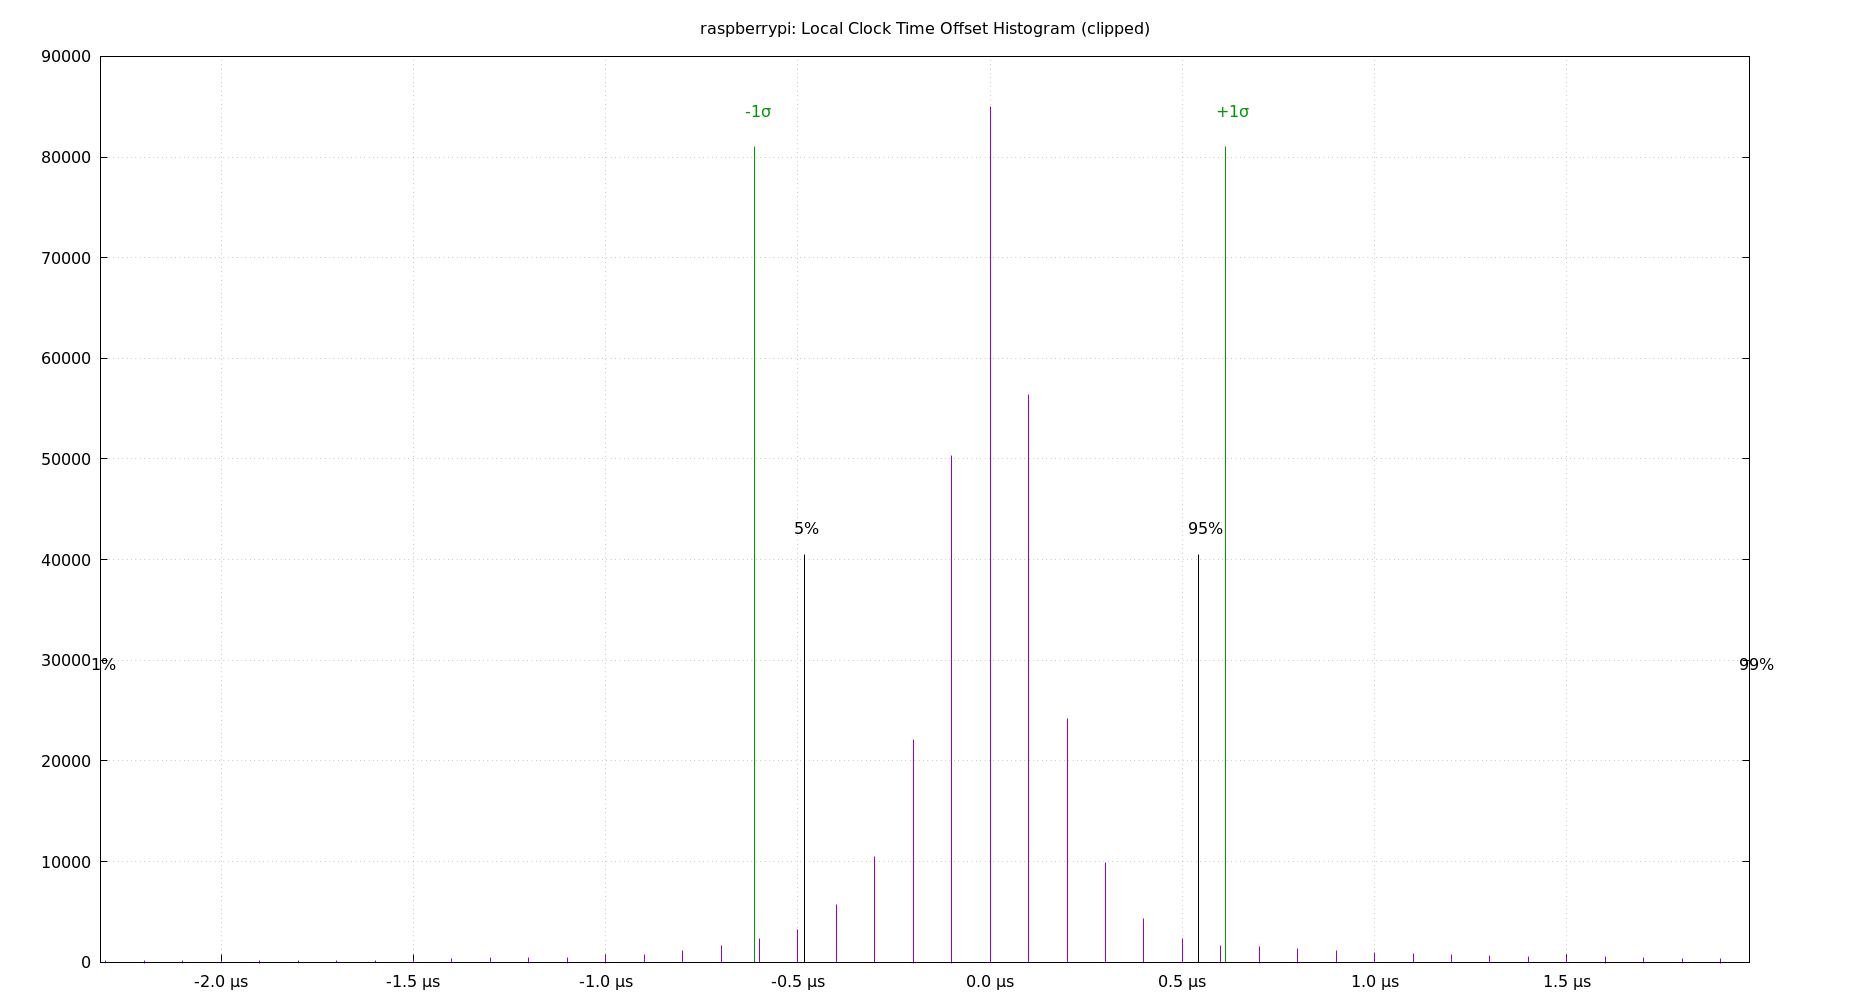 raspberrypi: Local Clock Time Offset Histogram (clipped)
90000
-1σ
+1σ
80000
70000
60000
50000
5%
95%
40000
30000
1%
99%
20000
10000
0
-2.0 µs
-1.5 µs
-1.0 µs
-0.5 µs
0.0 µs
0.5 µs
1.0 µs
1.5 µs